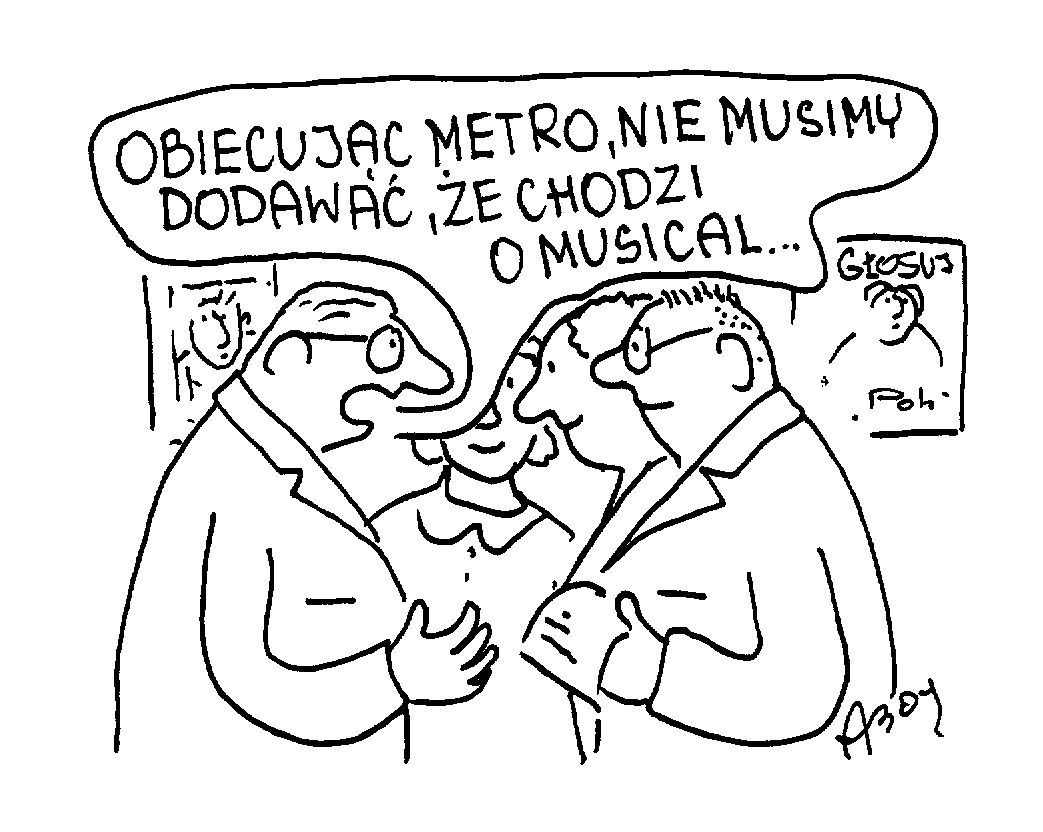 OBIECUJĄC METRO, NIE MUSIMY
DODAWAĆ, ŻE CHODZI
O MUSICAL...
GŁOSUJ